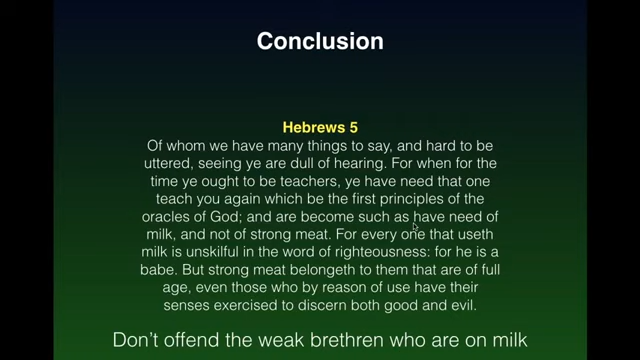 Conclusion
Hebrews 5
Of whom we have many things to say, and hard to be
uttered, seeing ye are dull of hearing. For when for the
time ye ought to be teachers, ye have need that one
teach you again which be the first principles of the
oracles of God; and are become such as have need of
milk, and not of strong meat. For every one that useth
milk is unskilful in the word of righteousness: for he is a
babe. But strong meat belongeth to them that are of full
age, even those who by reason of use have their
senses exercised to discern both good and evil.
Don't offend the weak brethren who are on milk